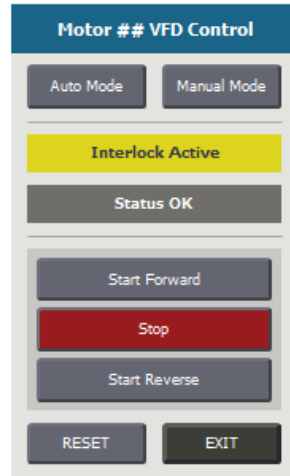 Motor ## VFD Control
Auto Mode Manual Mode
Interlock Active
Status OK
Start Forward
Stop
Start Reverse
RESET EXIT